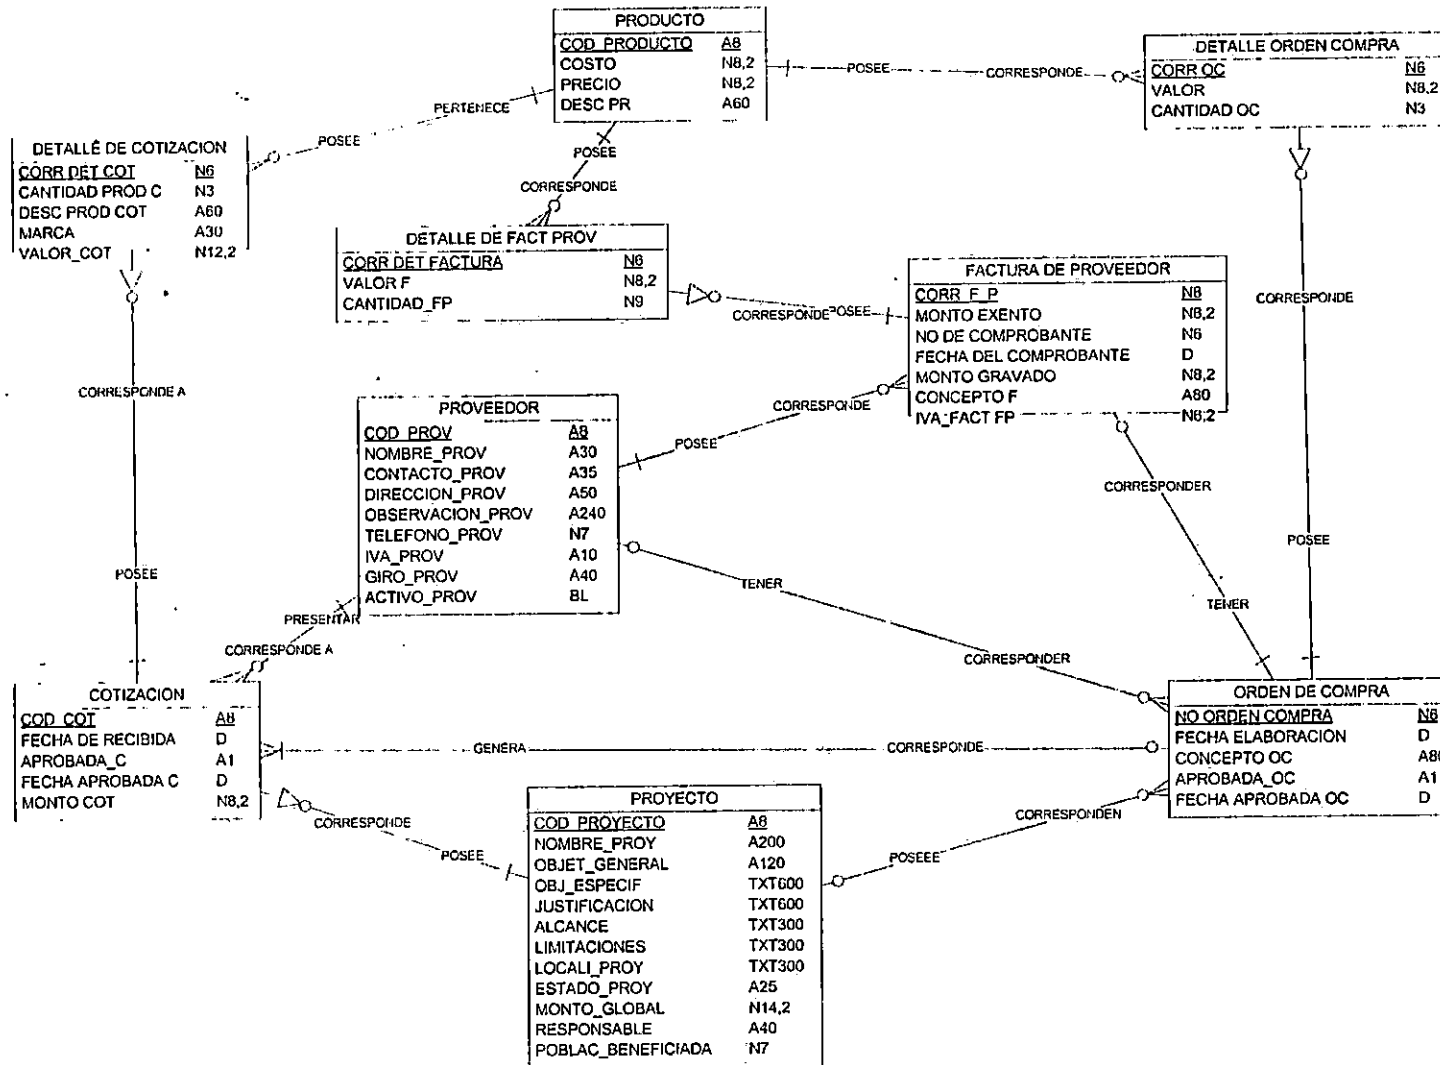 PRODUCTO
COD_PRODUCTO A8
COSTO N8,2
PRECIO N8,2
DESC PR A60
DETALLE ORDEN COMPRA
CORR OC N6
VALOR N8,2
CANTIDAD OC N3
POSEE
CORRESPONDE
PERTENECE
POSEE
POSEE
CORRESPONDE
DETALLE DE COTIZACION
CORR DET COT N6
CANTIDAD PROD C N3
DESC PROD COT A60
MARCA A30
VALOR_COT N12,2
DETALLE DE FACT PROV
CORR DET FACTURA N6
VALOR F N8,2
CANTIDAD_FP N9
FACTURA DE PROVEEDOR
CORR_F_P N8
MONTO EXENTO N8,2
NO DE COMPROBANTE N6
FECHA DEL COMPROBANTE D
MONTO GRAVADO N8,2
CONCEPTO F A80
IVA_FACT FP N6,2
CORRESPONDE
POSEE
CORRESPONDE
CORRESPONDE A
CORRESPONDE
POSEE
PROVEEDOR
COD_PROV A8
NOMBRE_PROV A30
CONTACTO_PROV A35
DIRECCION_PROV A50
OBSERVACION_PROV A240
TELEFONO_PROV N7
IVA_PROV A10
GIRO_PROV A40
ACTIVO_PROV BL
CORRESPONDER
POSEE
POSEE
TENER
TENER
PRESENTAR
CORRESPONDE A
CORRESPONDER
COTIZACION
COD_COT A8
FECHA DE RECIBIDA D
APROBADA_C A1
FECHA APROBADA C D
MONTO COT N8,2
ORDEN DE COMPRA
NO ORDEN COMPRA N6
FECHA ELABORACION D
CONCEPTO OC
APROBADA_OC A1
FECHA APROBADA OC D
GENERA
CORRESPONDE
CORRESPONDE
POSEE
CORRESPONDEN
POSEEE
PROYECTO
COD_PROYECTO A8
NOMBRE_PROY A200
OBJET_GENERAL A120
OBJ_ESPECIF TXT600
JUSTIFICACION TXT600
ALCANCE TXT300
LIMITACIONES TXT300
LOCALI_PROY TXT300
ESTADO_PROY A25
MONTO_GLOBAL N14,2
RESPONSABLE A40
POBLAC_BENEFICIADA N7